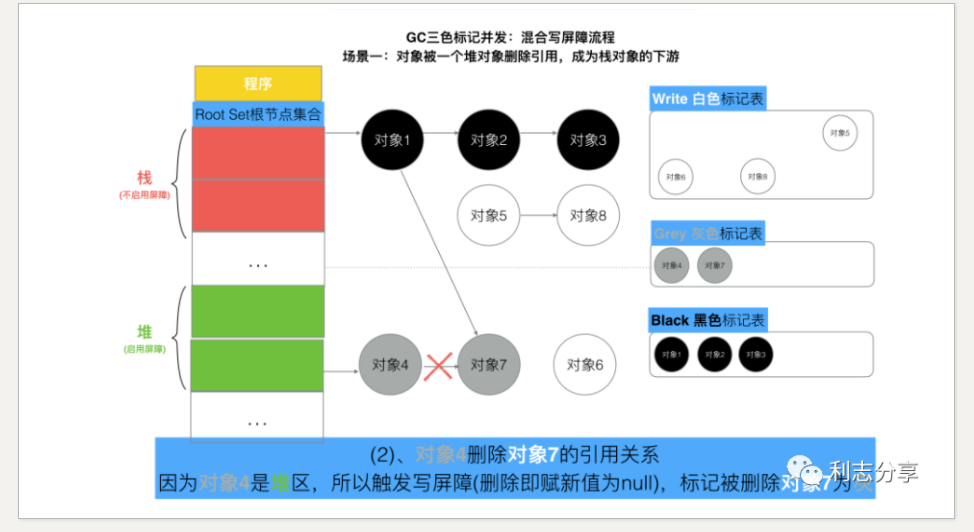 GC三色标记并发：混合写屏障流程
场景一：对象被一个堆对象删除引用，成为栈对象的下游
程序
Root Set根节点集合
栈
(不启用屏障)
...
堆
(启用屏障)
...
对象1
对象2
对象3
对象5
对象8
对象4
对象7
对象6
Write 白色标记表
对象5
对象6
对象8
Grey 灰色标记表
对象4
对象7
Black 黑色标记表
对象1
对象2
对象3
(2)、对象4删除对象7的引用关系
因为对象4是堆区，所以触发写屏障(删除即赋新值为null)，标记被删除对象7为灰
利志分享